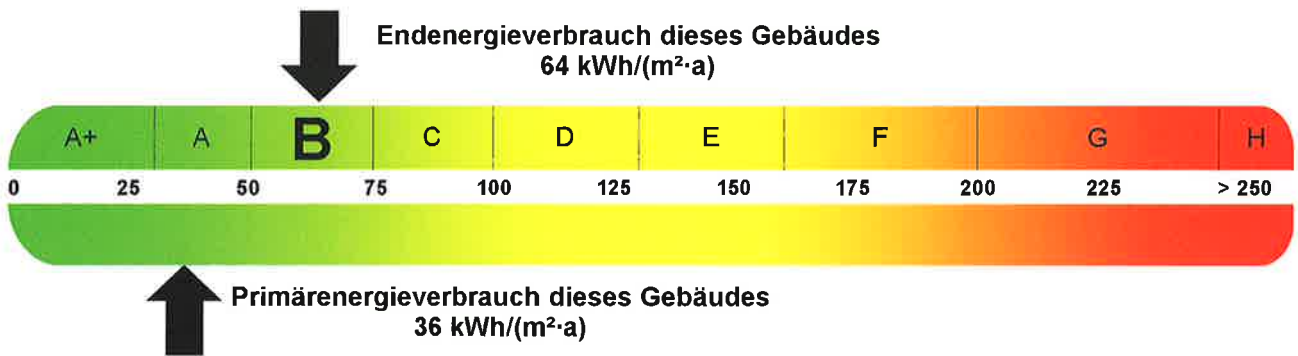 Endenergieverbrauch dieses Gebäudes
64 kWh/(m²·a)
A+ A B C D E F G H
0 25 50 75 100 125 150 175 200 225 > 250
Primärenergieverbrauch dieses Gebäudes
36 kWh/(m²·a)